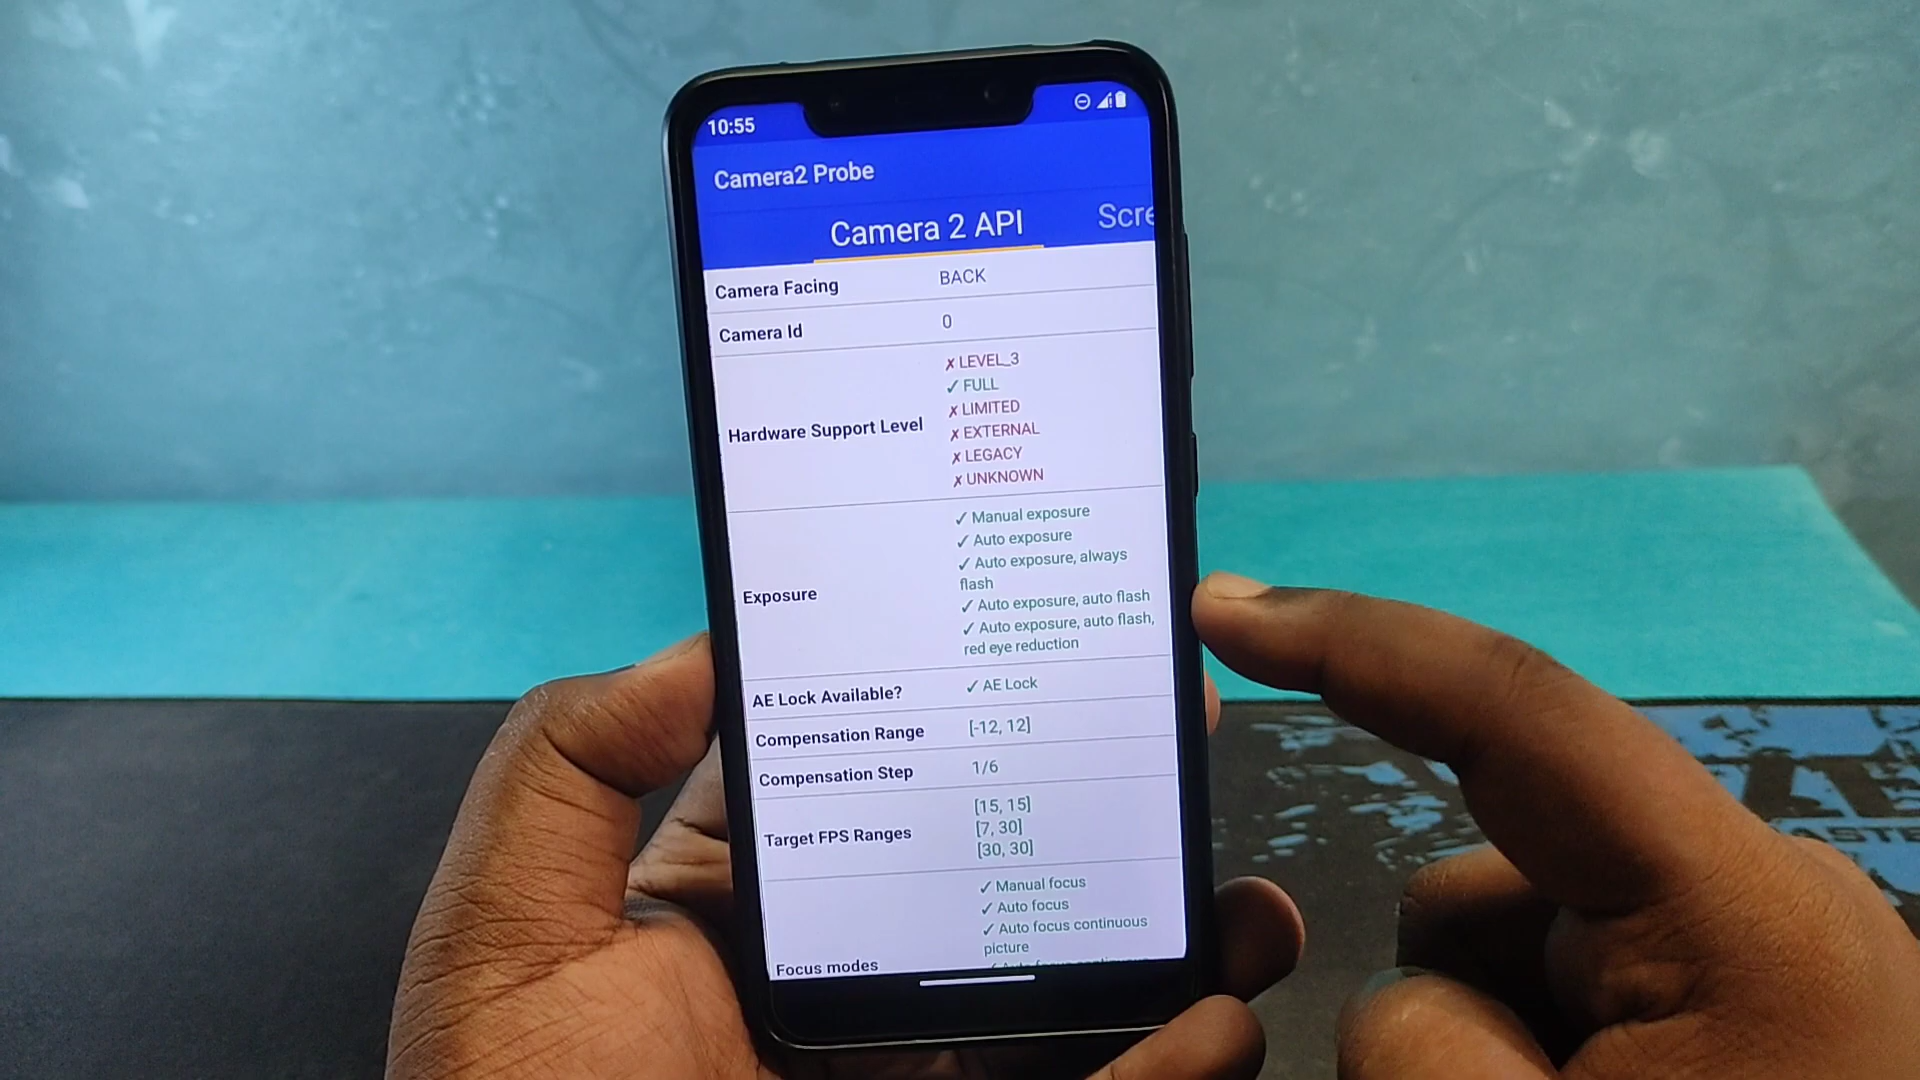 10:55
Camera2 Probe
Camera 2 API Scre
Camera Facing BACK
Camera Id 0
Hardware Support Level
✗ LEVEL_3
✓ FULL
✗ LIMITED
✗ EXTERNAL
✗ LEGACY
✗ UNKNOWN
Exposure
✓ Manual exposure
✓ Auto exposure
✓ Auto exposure, always
flash
✓ Auto exposure, auto flash
✓ Auto exposure, auto flash,
red eye reduction
AE Lock Available? ✓ AE Lock
Compensation Range [-12, 12]
Compensation Step 1/6
Target FPS Ranges
[15, 15]
[7, 30]
[30, 30]
Focus modes
✓ Manual focus
✓ Auto focus
✓ Auto focus continuous
picture